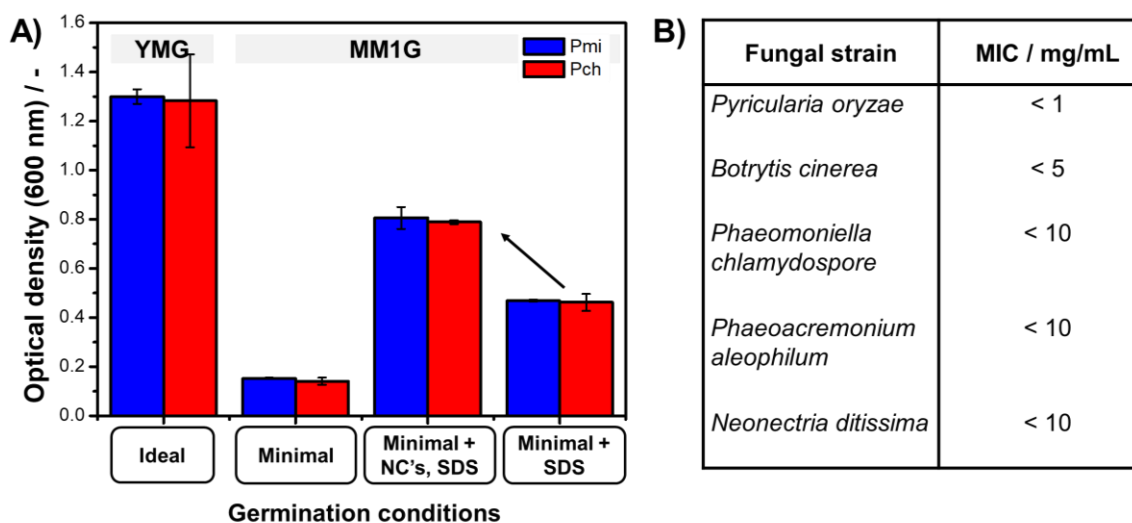 A)
YMG
MM1G
Pmi
Pch
Optical density (600 nm) / -
1.6
1.4
1.2
1.0
0.8
0.6
0.4
0.2
0.0
Ideal
Minimal
Minimal +
NC's, SDS
Minimal +
SDS
Germination conditions
B)
Fungal strain MIC / mg/mL
Pyricularia oryzae < 1
Botrytis cinerea < 5
Phaeomoniella < 10
chlamydospore
Phaeoacremonium < 10
aleophilum
Neonectria ditissima < 10